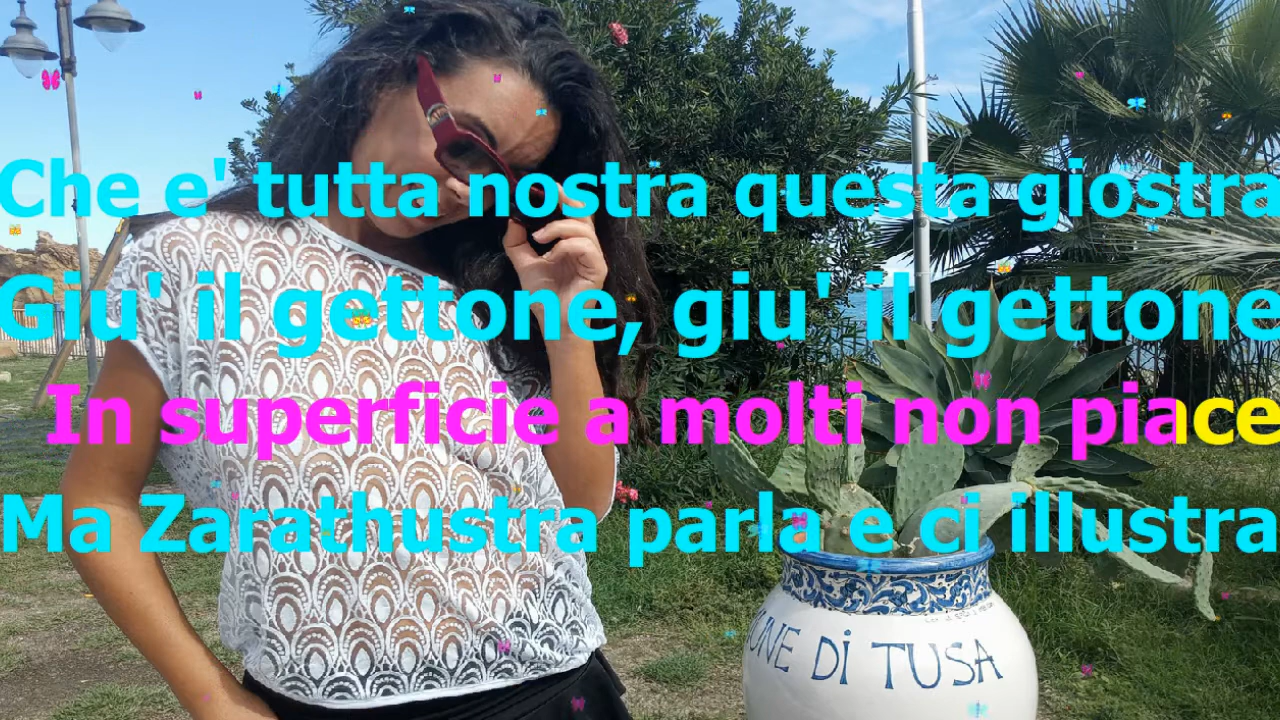 Che e' tutta nostra questa giostra
Giu' il gettone, giu' il gettone
In superficie a molti non piace
Ma Zarathustra parla e ci illustra
DI TUSA